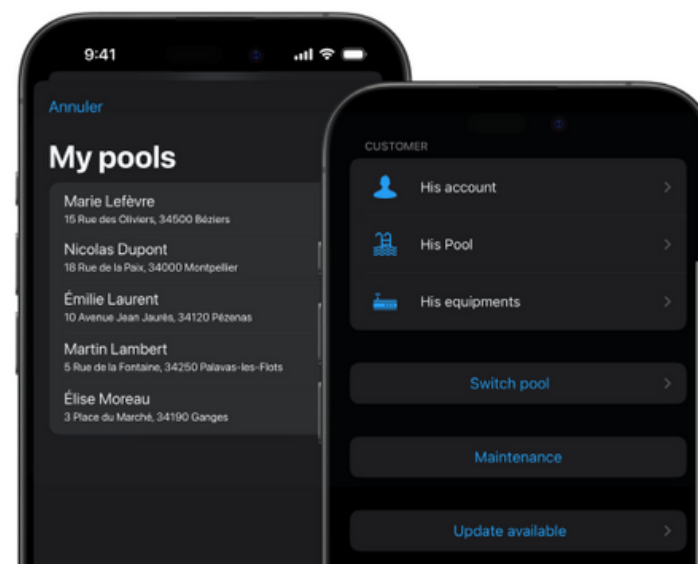 9:41
Annuler
My pools
Marie Lefèvre
15 Rue des Oliviers, 34500 Béziers
Nicolas Dupont
18 Rue de la Paix, 34000 Montpellier
Émilie Laurent
10 Avenue Jean Jaurès, 34120 Pézenas
Martin Lambert
5 Rue de la Fontaine, 34250 Palavas-les-Flots
Élise Moreau
3 Place du Marché, 34190 Ganges
CUSTOMER
His account
His Pool
His equipments
Switch pool
Maintenance
Update available